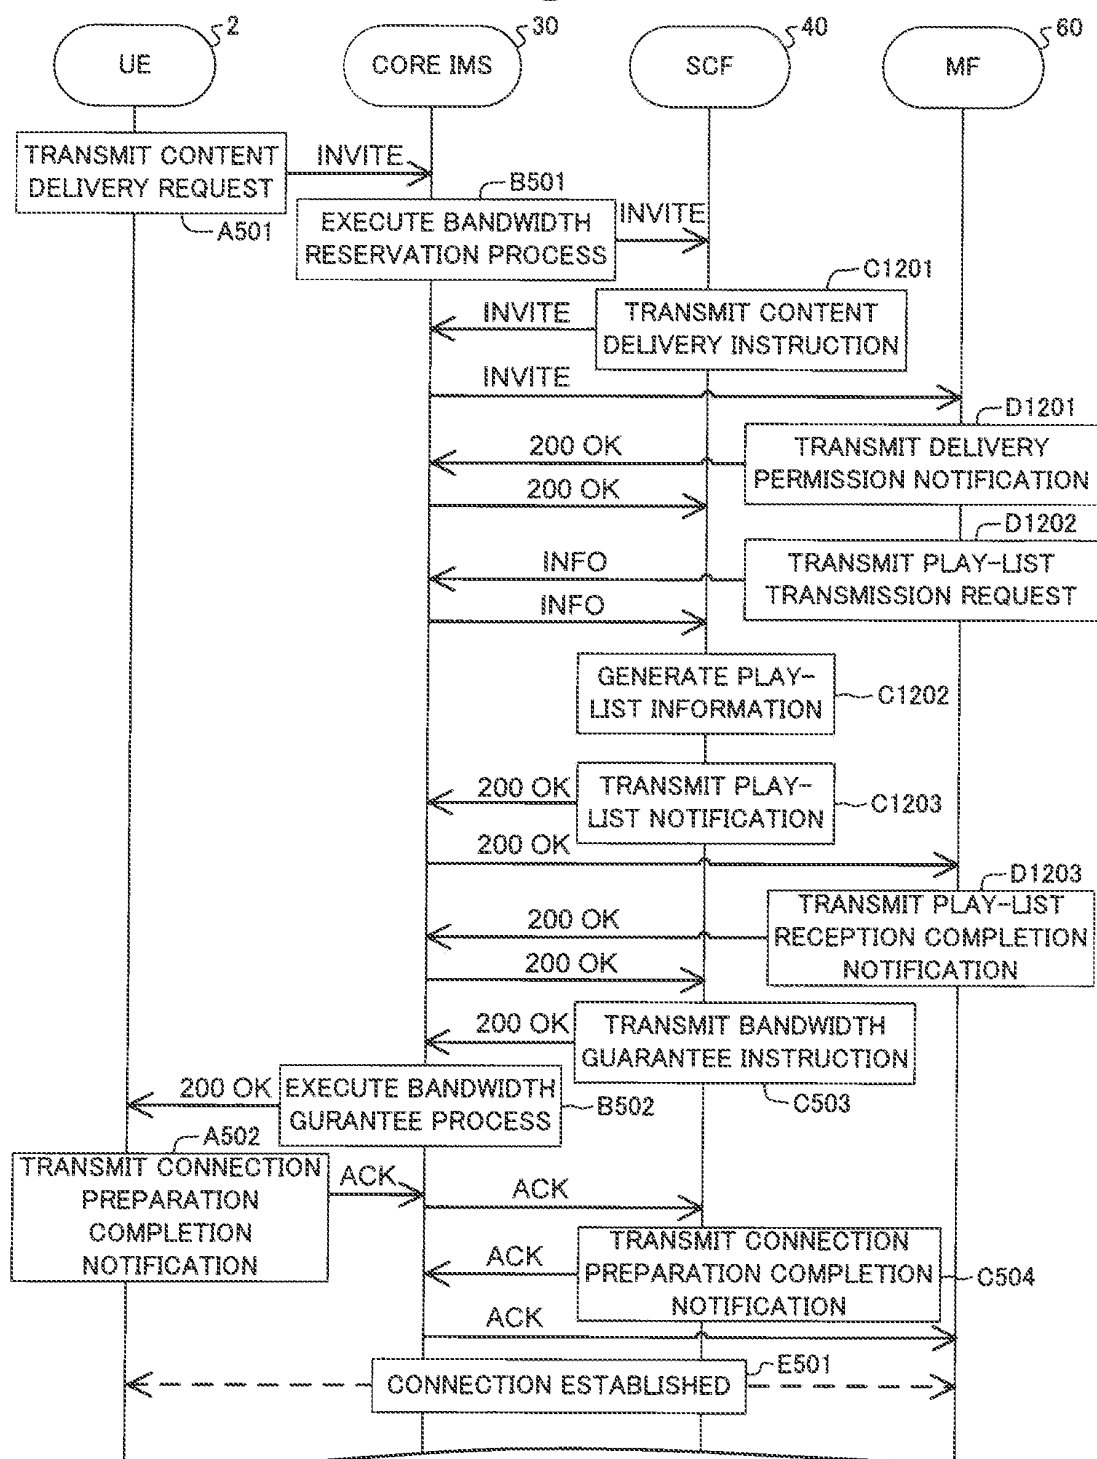 2
30
40
60
UE
CORE IMS
SCF
MF
TRANSMIT CONTENT
DELIVERY REQUEST
INVITE
A501
B501
EXECUTE BANDWIDTH
RESERVATION PROCESS
INVITE
C1201
INVITE
TRANSMIT CONTENT
DELIVERY INSTRUCTION
INVITE
D1201
200 OK
TRANSMIT DELIVERY
PERMISSION NOTIFICATION
200 OK
D1202
INFO
TRANSMIT PLAY-LIST
TRANSMISSION REQUEST
INFO
GENERATE PLAY-
LIST INFORMATION
C1202
200 OK
TRANSMIT PLAY-
LIST NOTIFICATION
C1203
200 OK
D1203
200 OK
TRANSMIT PLAY-LIST
RECEPTION COMPLETION
NOTIFICATION
200 OK
200 OK
TRANSMIT BANDWIDTH
GUARANTEE INSTRUCTION
C503
200 OK
EXECUTE BANDWIDTH
GURANTEE PROCESS
B502
A502
TRANSMIT CONNECTION
PREPARATION
COMPLETION
NOTIFICATION
ACK
ACK
ACK
TRANSMIT CONNECTION
PREPARATION COMPLETION
NOTIFICATION
C504
ACK
E501
CONNECTION ESTABLISHED